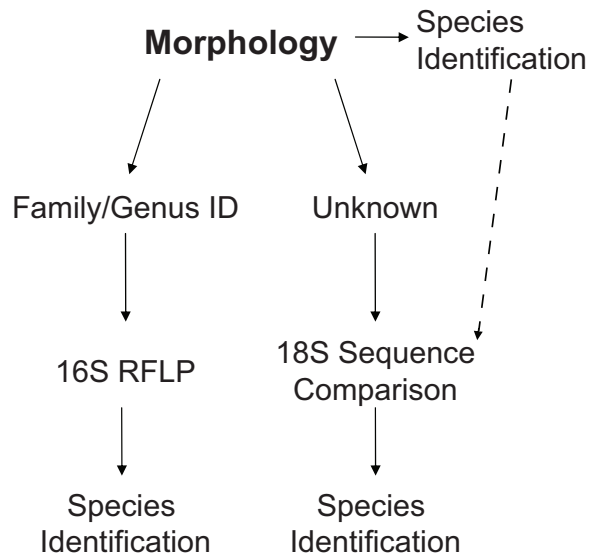 Morphology
Species
Identification
Family/Genus ID
Unknown
16S RFLP
18S Sequence
Comparison
Species
Identification
Species
Identification